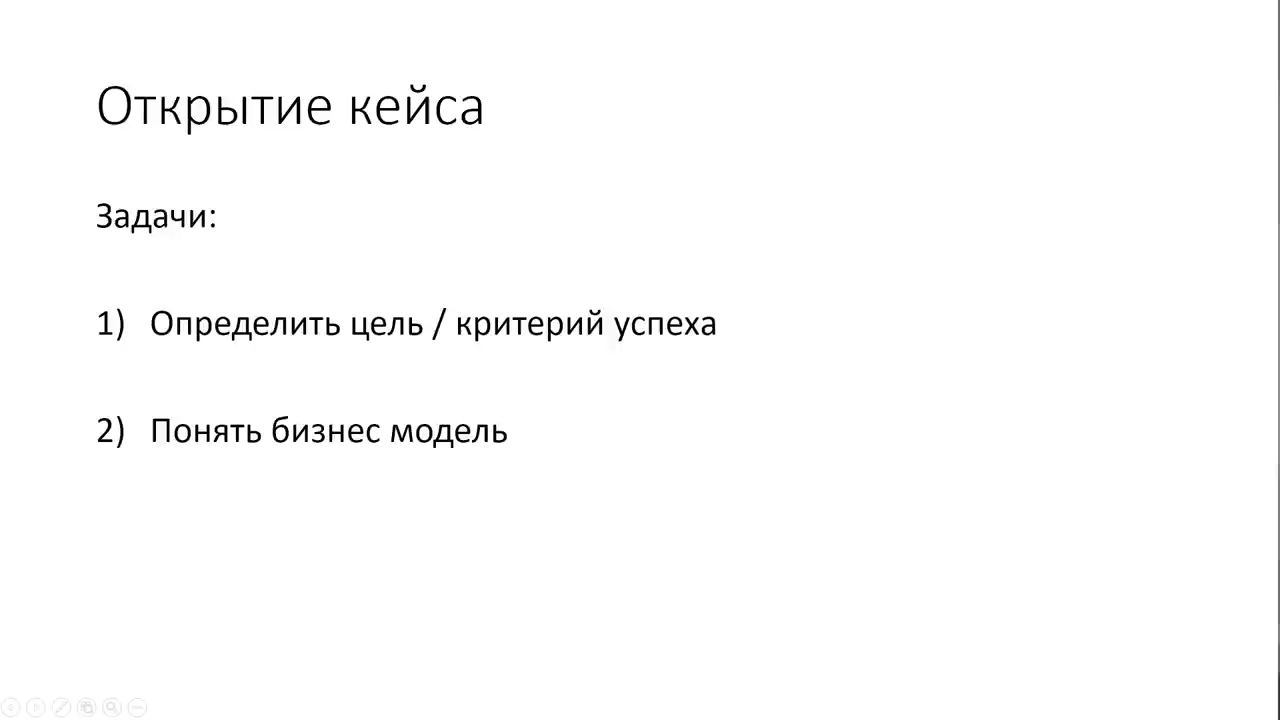 Открытие кейса
Задачи:
1) Определить цель / критерий успеха
2) Понять бизнес модель